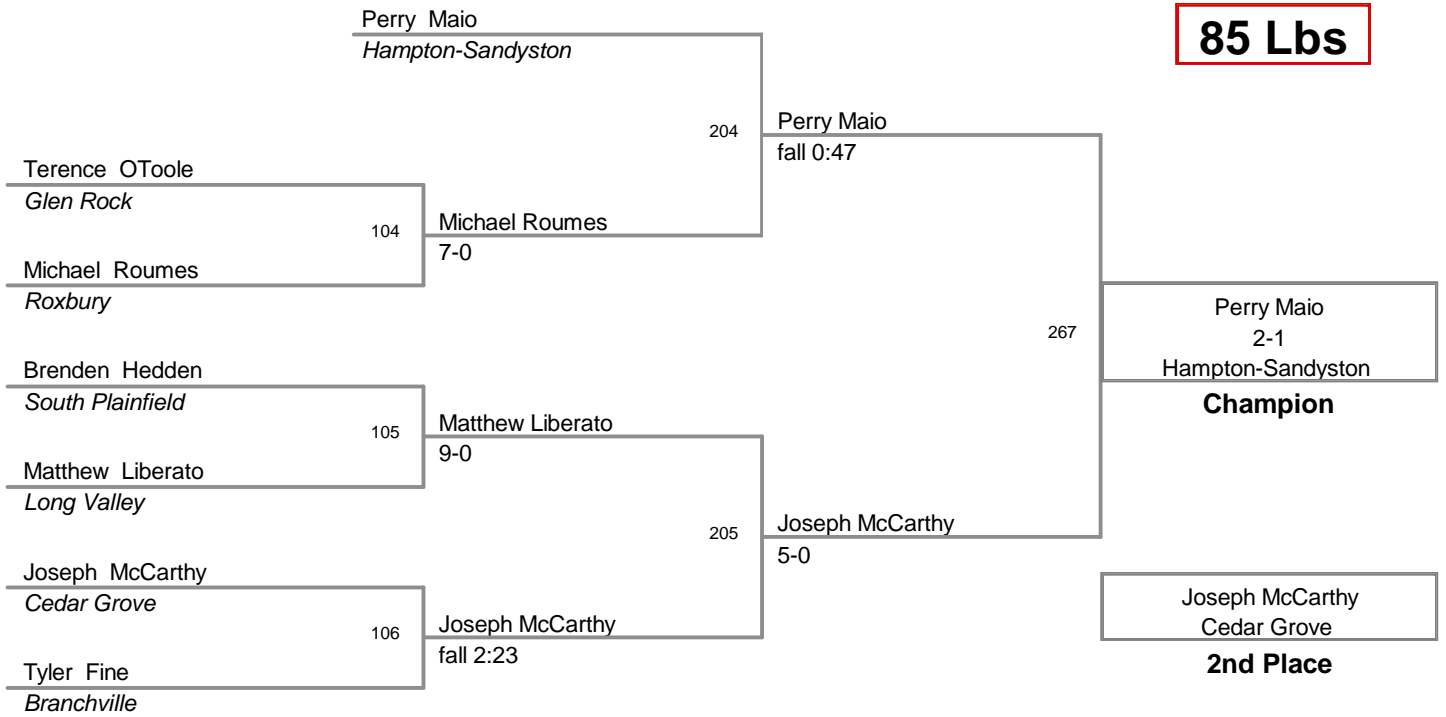 Perry Maio
Hampton-Sandyston
85 Lbs
204
Perry Maio
fall 0:47
Terence OToole
Glen Rock
104
Michael Roumes
7-0
Michael Roumes
Roxbury
267
Perry Maio
2-1
Hampton-Sandyston
Champion
Brenden Hedden
South Plainfield
105
Matthew Liberato
9-0
Matthew Liberato
Long Valley
205
Joseph McCarthy
5-0
Joseph McCarthy
Cedar Grove
106
Joseph McCarthy
fall 2:23
Tyler Fine
Branchville
Joseph McCarthy
Cedar Grove
2nd Place